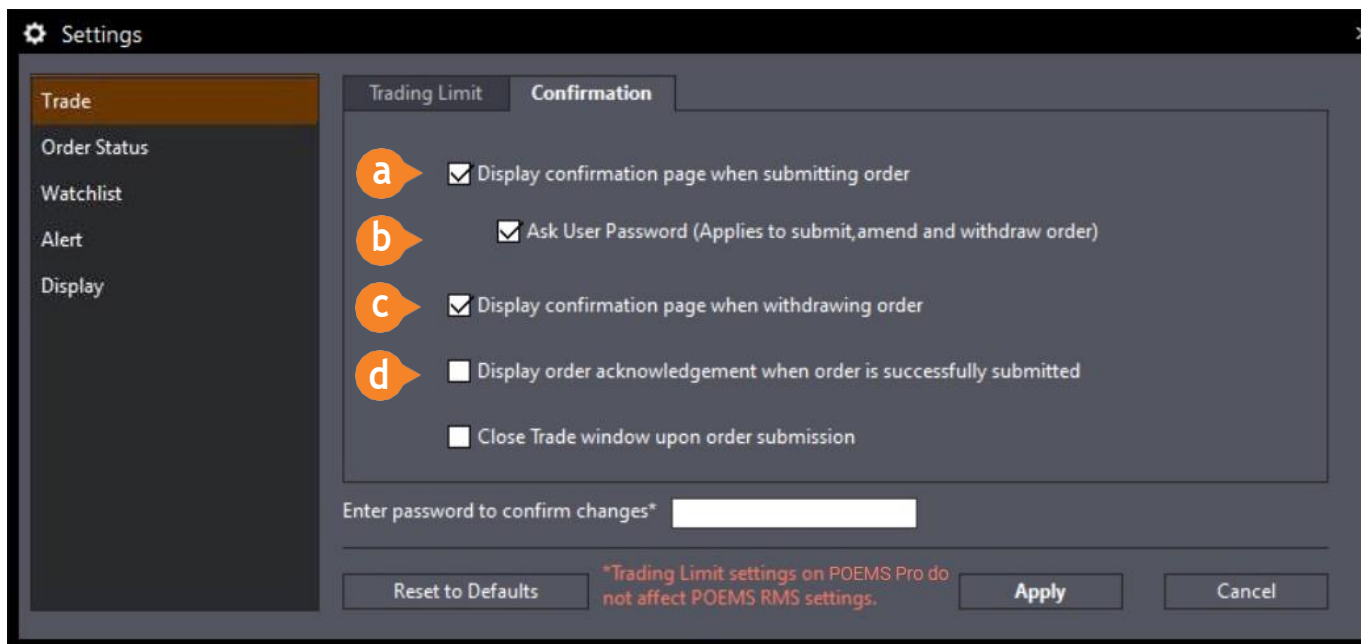 Settings
Trade
Order Status
Watchlist
Alert
Display
Trading Limit
Confirmation
a
Display confirmation page when submitting order
b
Ask User Password (Applies to submit,amend and withdraw order)
c
Display confirmation page when withdrawing order
d
Display order acknowledgement when order is successfully submitted
Close Trade window upon order submission
Enter password to confirm changes*
Reset to Defaults
*Trading Limit settings on POEMS Pro do
not affect POEMS RMS settings.
Apply
Cancel